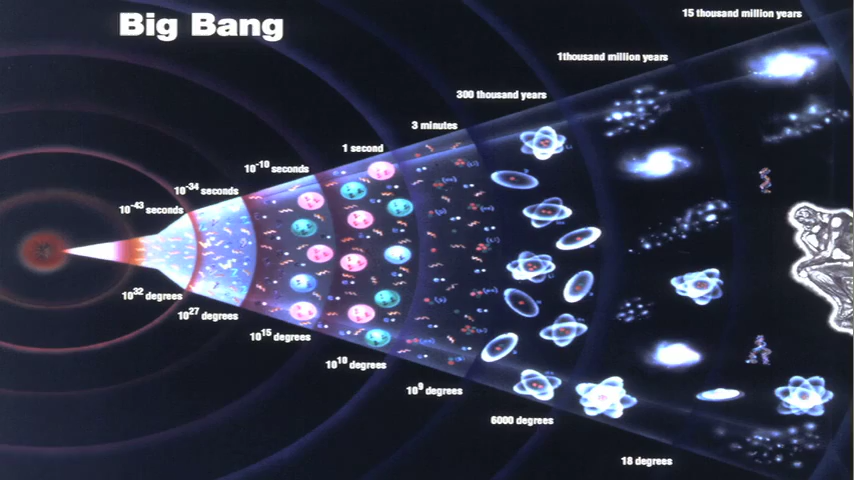 Big Bang
15 thousand million years
1thousand million years
300 thousand years
3 minutes
1 second
10-10 seconds
10-34 seconds
10-43 seconds
1032 degrees
1027 degrees
1015 degrees
1010 degrees
109 degrees
6000 degrees
18 degrees